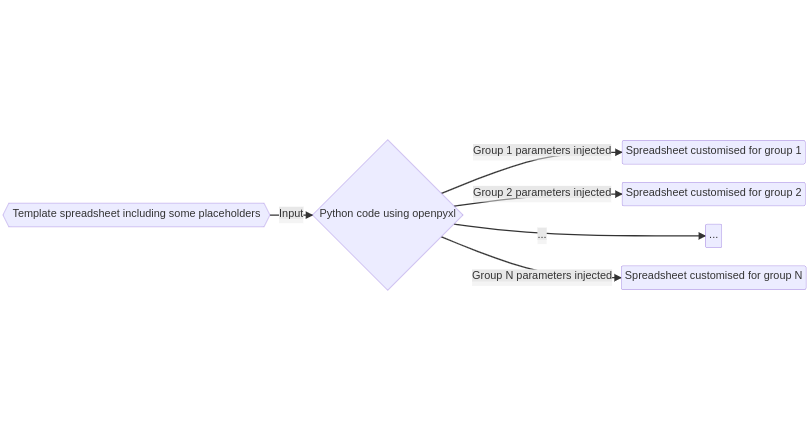 Template spreadsheet including some placeholders
Input
Python code using openpyxl
Group 1 parameters injected
Spreadsheet customised for group 1
Group 2 parameters injected
Spreadsheet customised for group 2
...
...
Group N parameters injected
Spreadsheet customised for group N